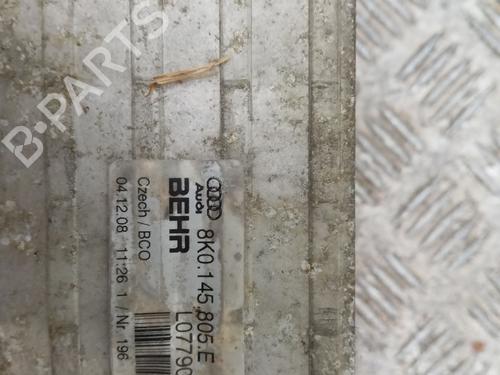 B-PARTS
Audi 8K0.145.805.E
BEHR L07790
Czech / BCO
04.12.08 11:26 1 / Nr. 196